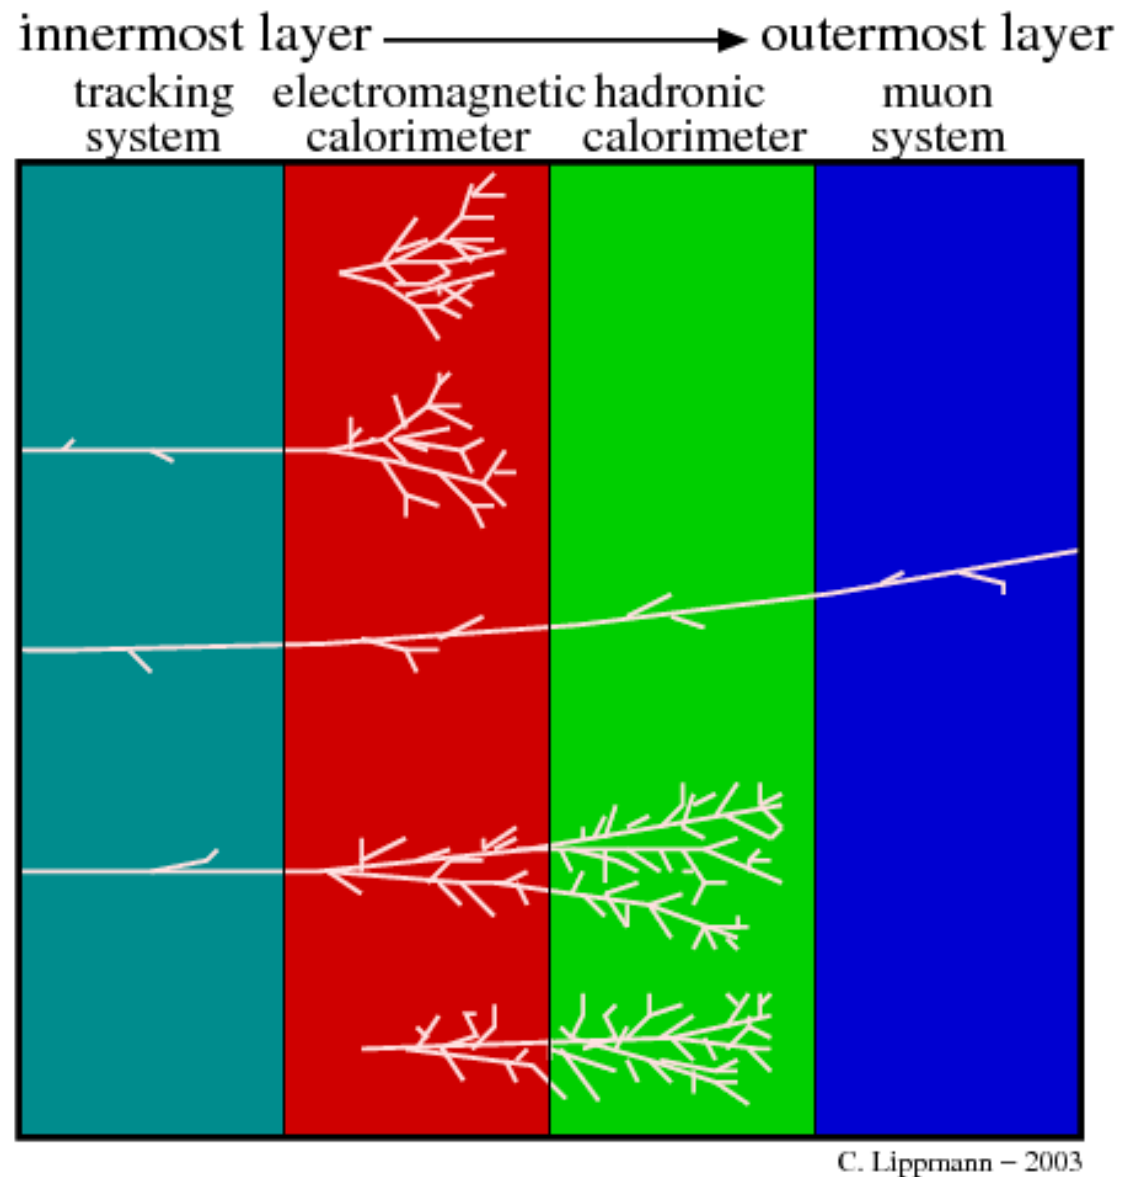 innermost layer outermost layer
tracking electromagnetic hadronic muon
system calorimeter calorimeter system
C. Lippmann – 2003